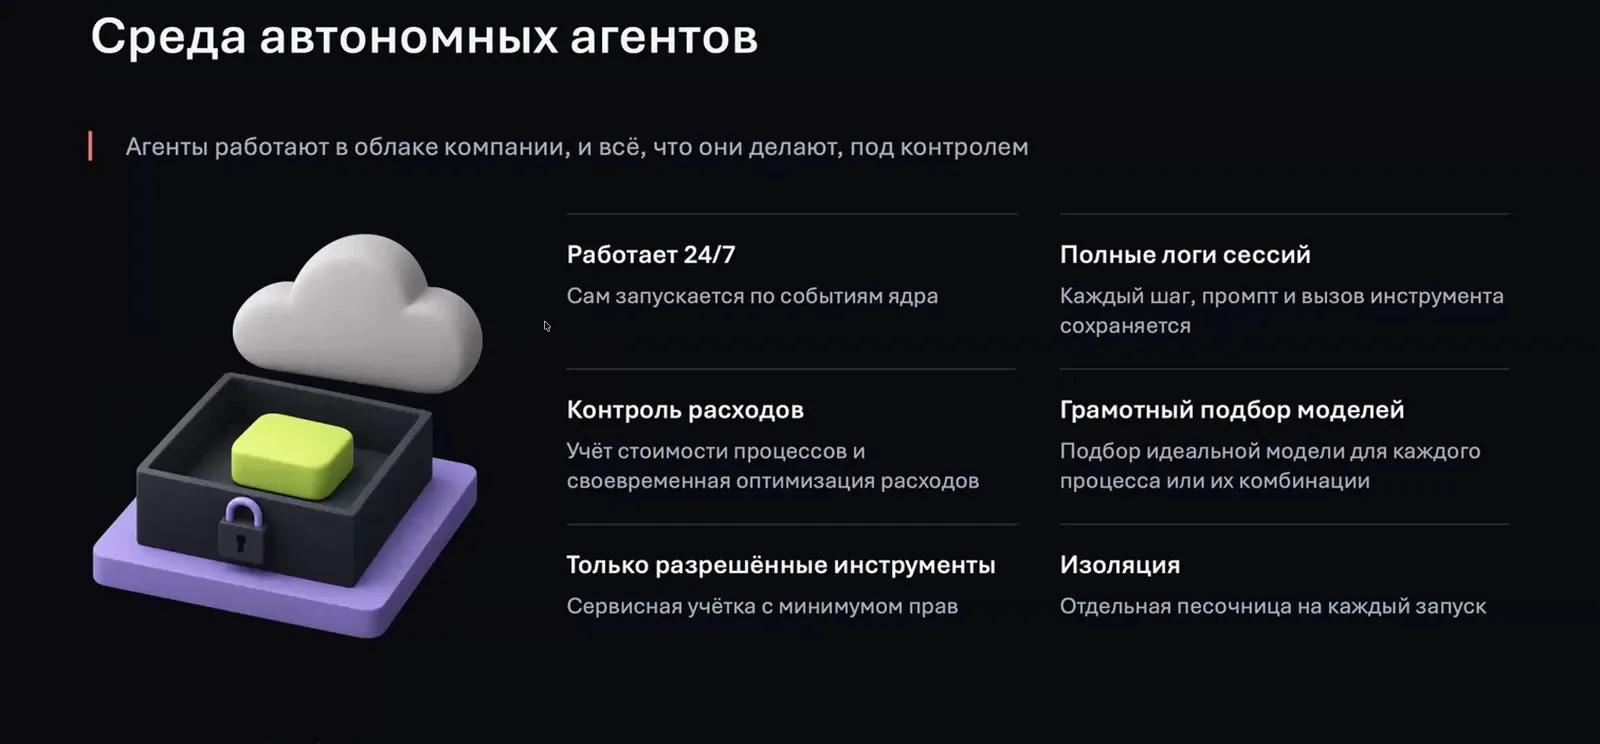 Среда автономных агентов
Агенты работают в облаке компании, и всё, что они делают, под контролем
Работает 24/7
Сам запускается по событиям ядра
Полные логи сессий
Каждый шаг, промпт и вызов инструмента
сохраняется
Контроль расходов
Учёт стоимости процессов и
своевременная оптимизация расходов
Грамотный подбор моделей
Подбор идеальной модели для каждого
процесса или их комбинации
Только разрешённые инструменты
Сервисная учётка с минимумом прав
Изоляция
Отдельная песочница на каждый запуск